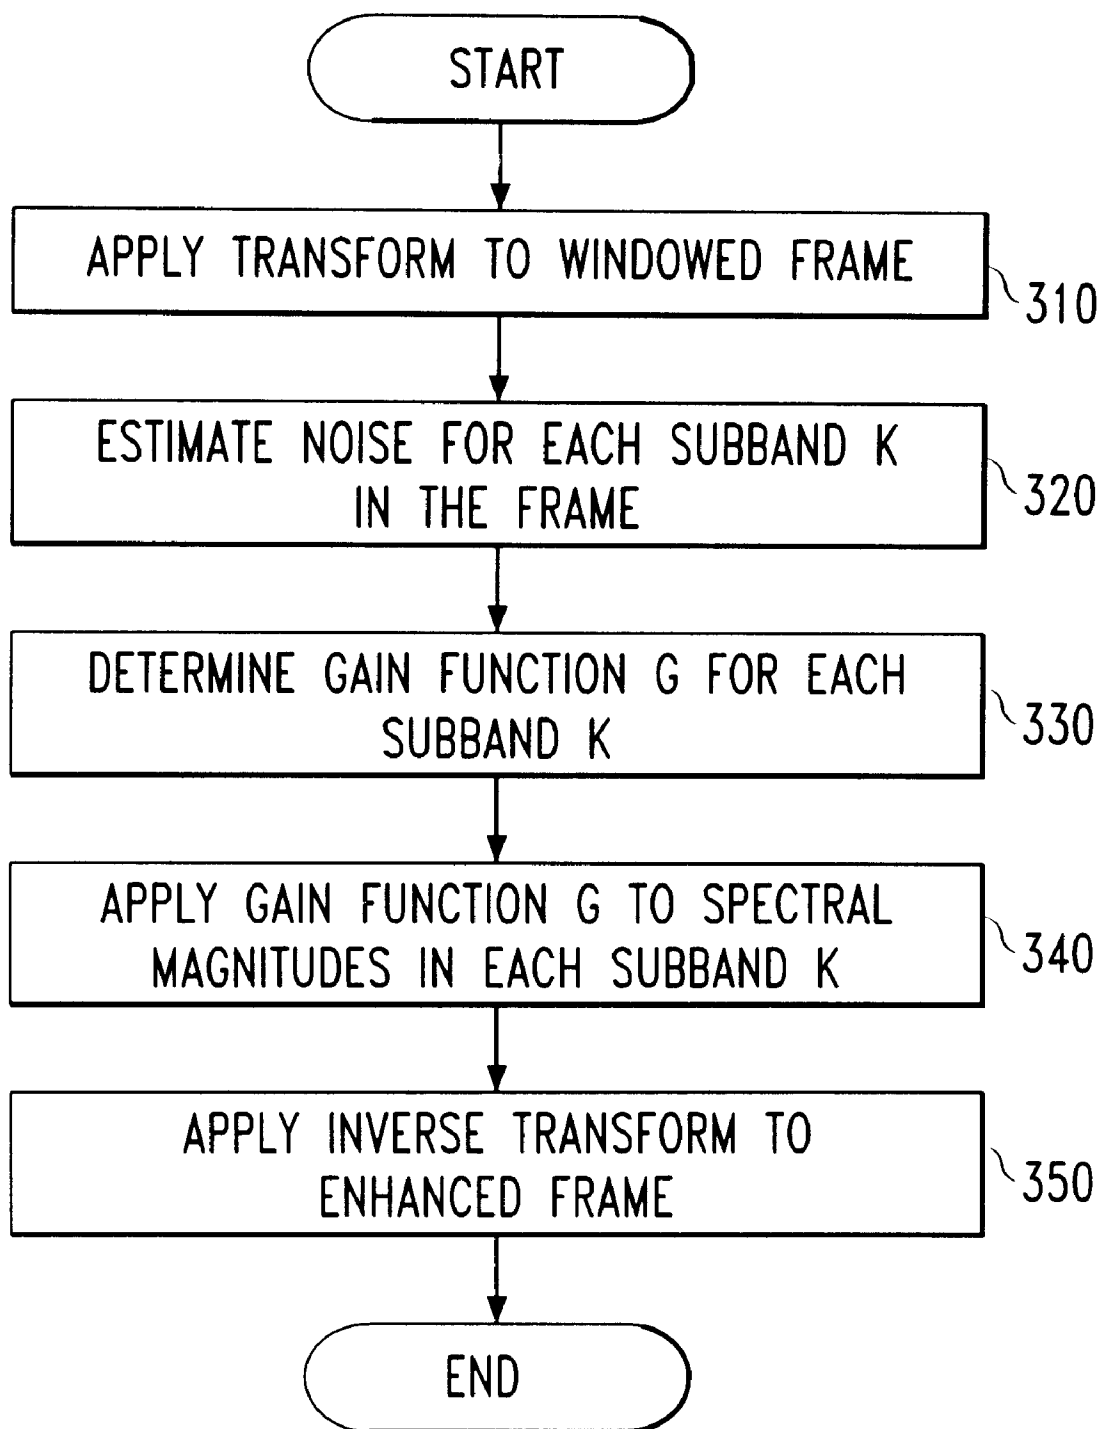 START
APPLY TRANSFORM TO WINDOWED FRAME
310
ESTIMATE NOISE FOR EACH SUBBAND K
IN THE FRAME
320
DETERMINE GAIN FUNCTION G FOR EACH
SUBBAND K
330
APPLY GAIN FUNCTION G TO SPECTRAL
MAGNITUDES IN EACH SUBBAND K
340
APPLY INVERSE TRANSFORM TO
ENHANCED FRAME
350
END